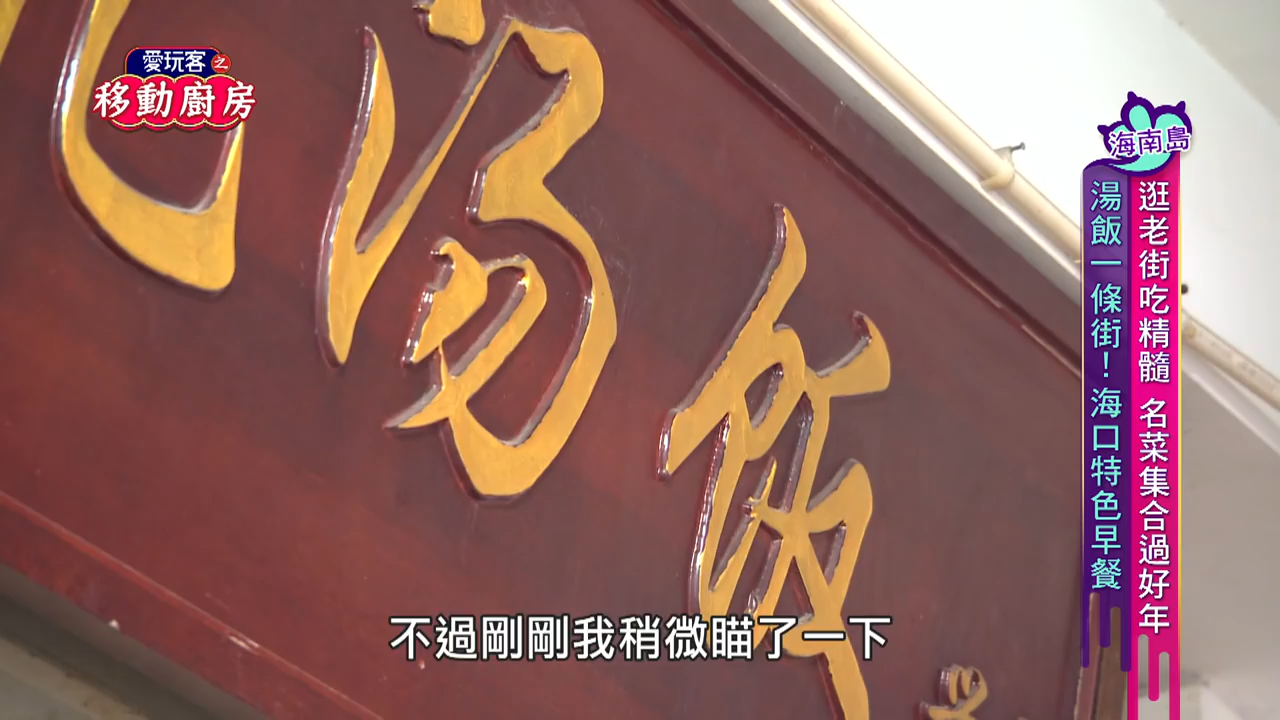 愛玩客之
移動廚房
湯飯
海南島
逛老街吃精髓 名菜集合過好年
湯飯一條街！海口特色早餐
不過剛剛我稍微瞄了一下